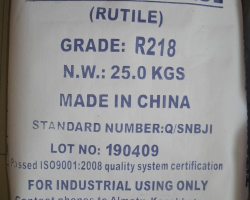 (RUTILE)
GRADE: R218
N.W.: 25.0 KGS
MADE IN CHINA
STANDARD NUMBER:Q/SNBJI
LOT NO: 190409
Passed ISO9001:2008 quality system certification
FOR INDUSTRIAL USING ONLY